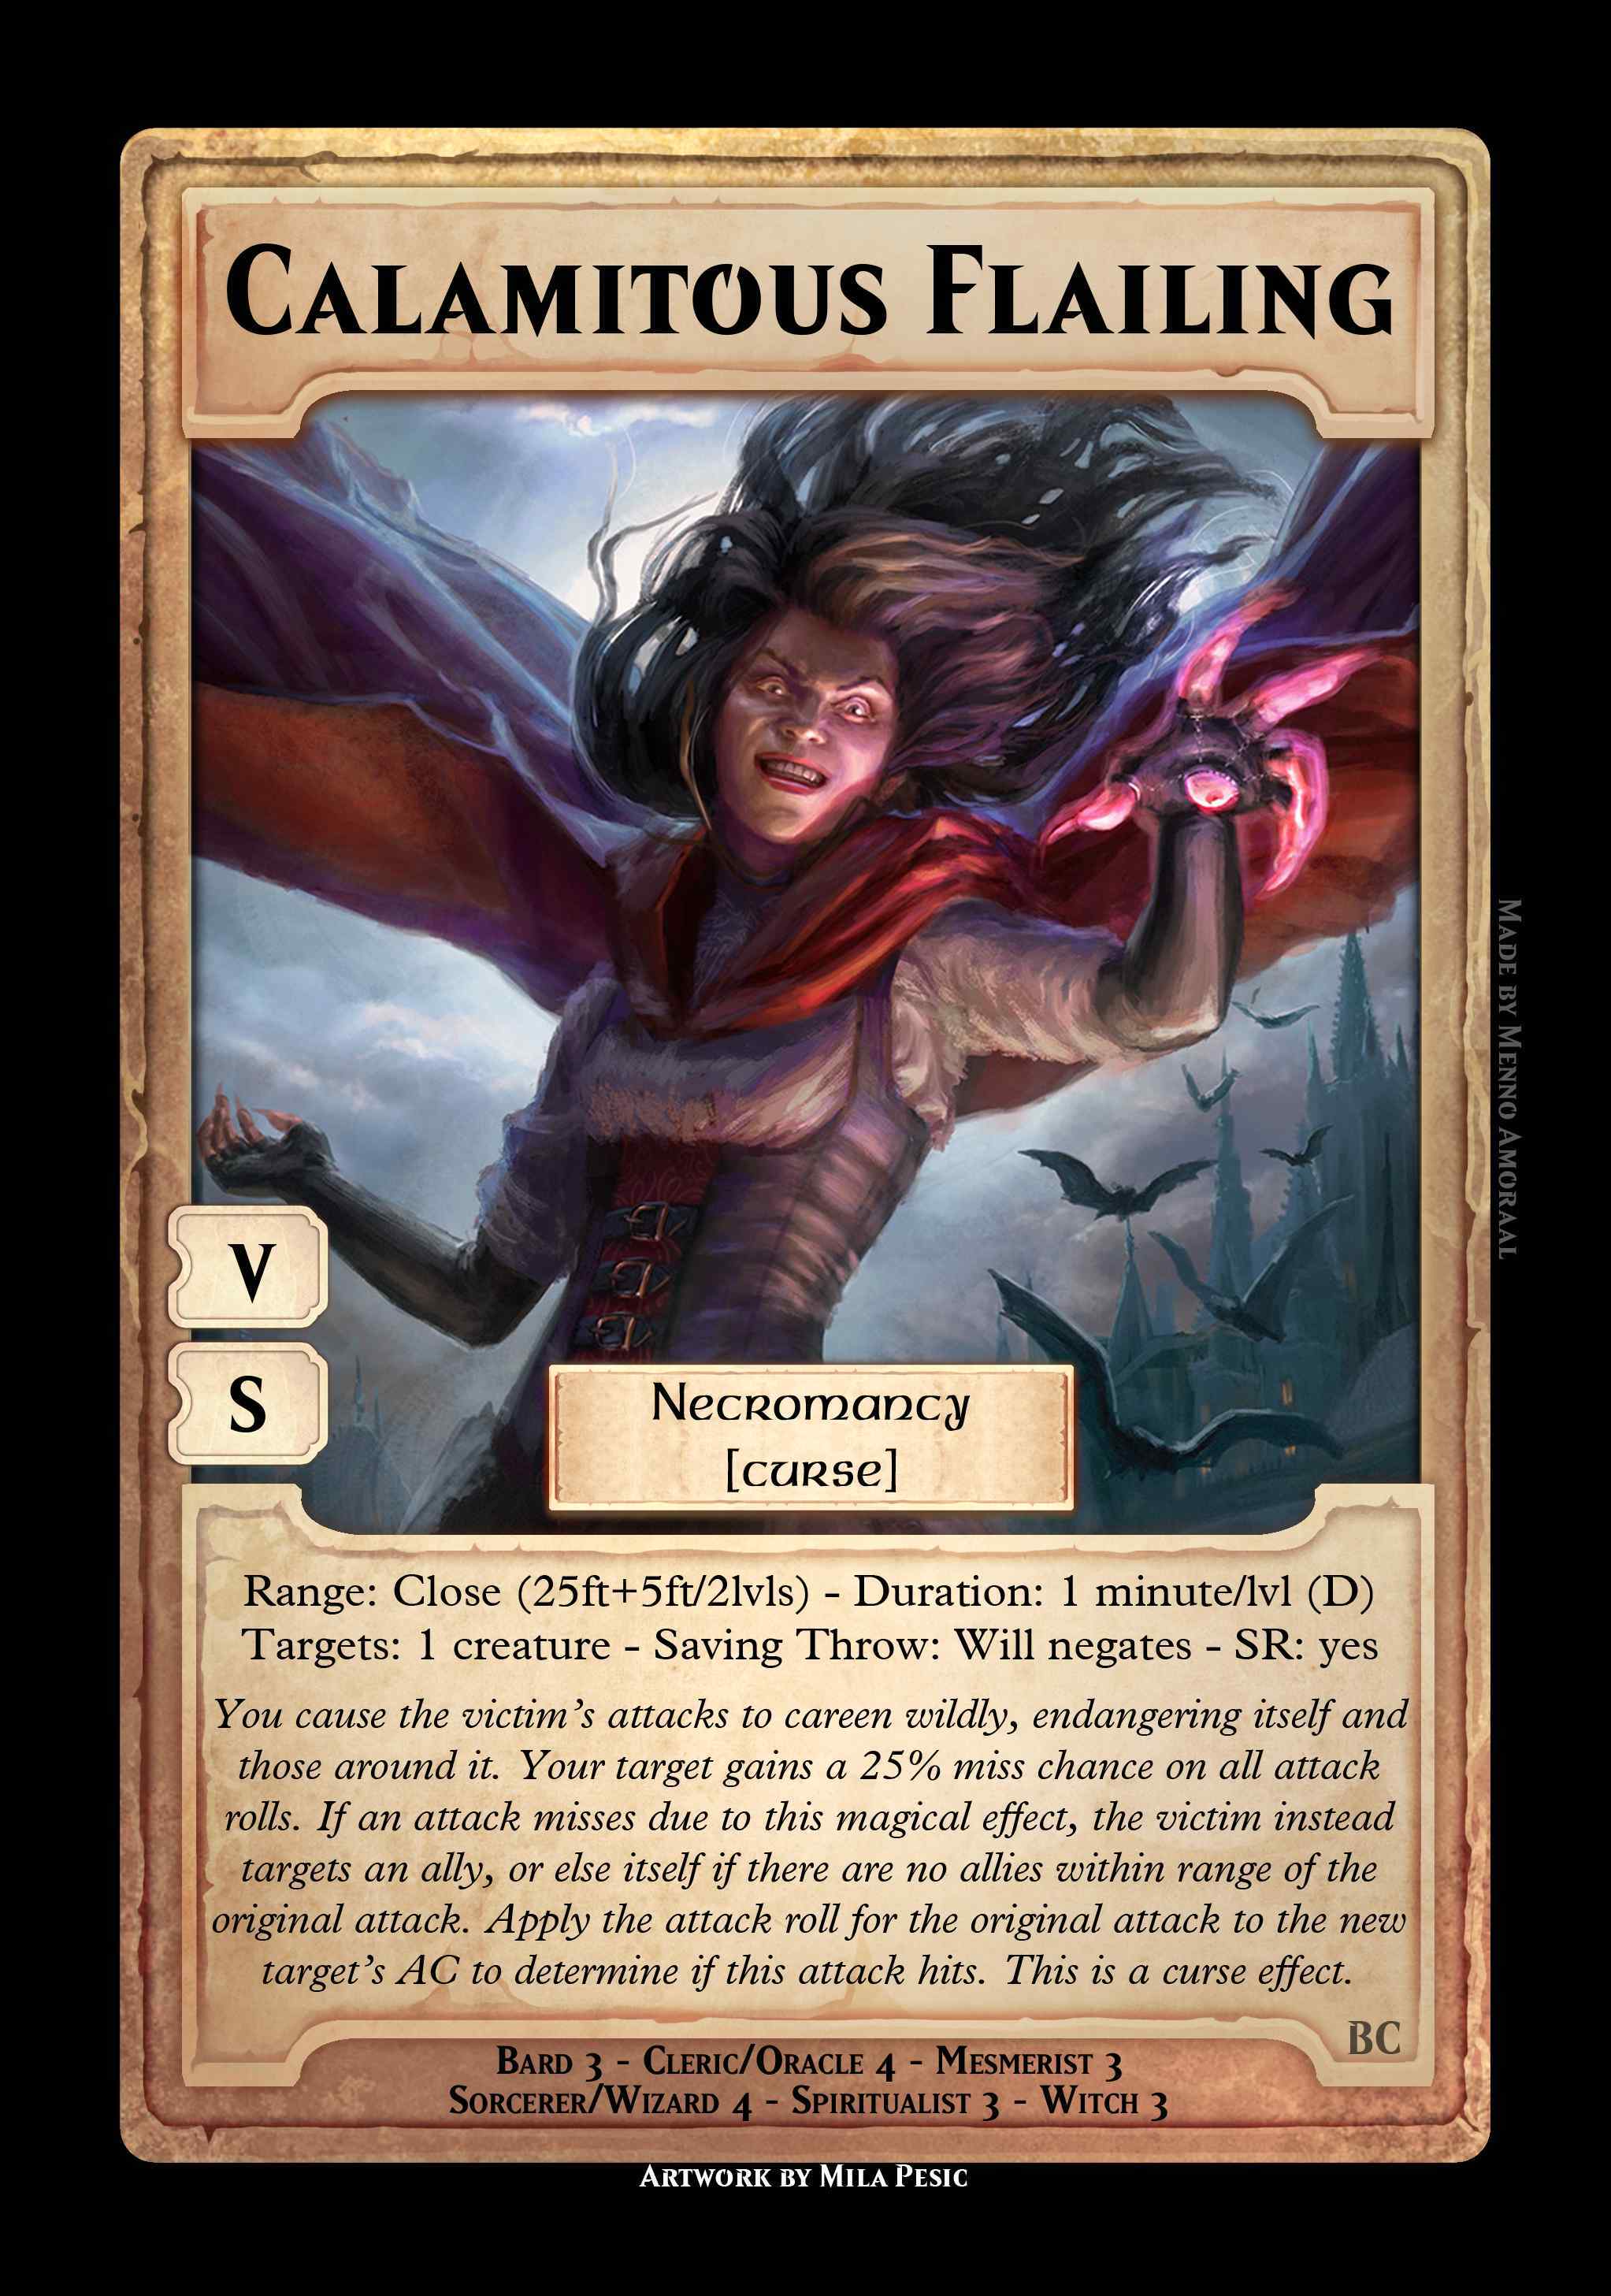 Calamitous Flailing
V
S
Necromancy
[curse]
Range: Close (25ft+5ft/2lvls) - Duration: 1 minute/lvl (D)
Targets: 1 creature - Saving Throw: Will negates - SR: yes
You cause the victim’s attacks to careen wildly, endangering itself and
those around it. Your target gains a 25% miss chance on all attack
rolls. If an attack misses due to this magical effect, the victim instead
targets an ally, or else itself if there are no allies within range of the
original attack. Apply the attack roll for the original attack to the new
target’s AC to determine if this attack hits. This is a curse effect.
BC
Bard 3 - Cleric/Oracle 4 - Mesmerist 3
Sorcerer/Wizard 4 - Spiritualist 3 - Witch 3
Artwork by Mila Pesic
Made by Menno Amoraal